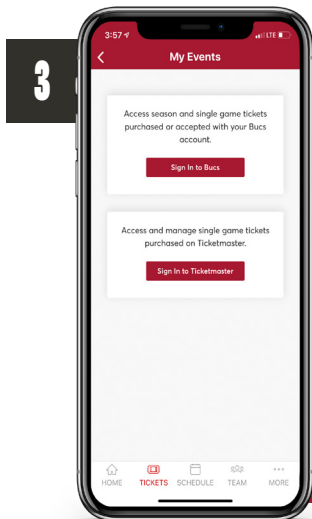 3
3:57
LTE
My Events
Access season and single game tickets
purchased or accepted with your Bucs
account.
Sign In to Bucs
Access and manage single game tickets
purchased on Ticketmaster.
Sign In to Ticketmaster
HOME TICKETS SCHEDULE TEAM MORE